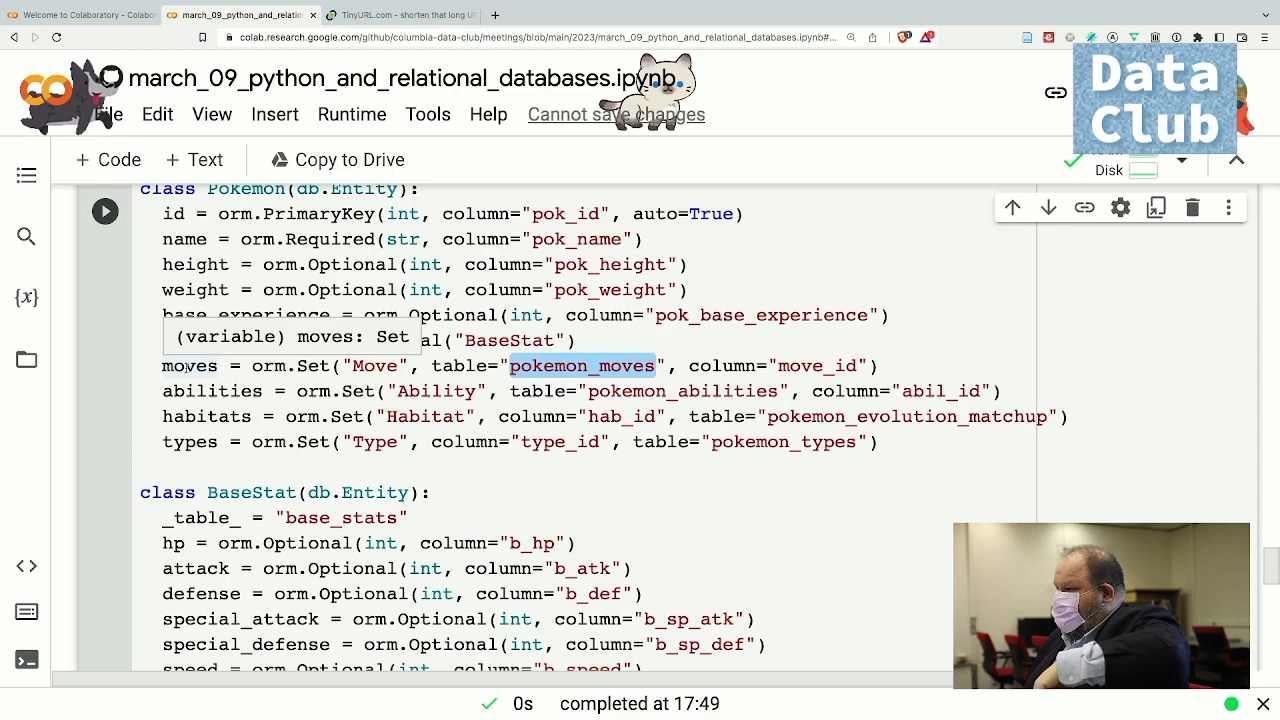 Welcome to Colaboratory - Colabor
march_09_python_and_relational
TinyURL.com - shorten that long U
colab.research.google.com/github/columbia-data-club/meetings/blob/main/2023/march_09_python_and_relational_databases.ipynb#...
march_09_python_and_relational_databases.ipynb
File Edit View Insert Runtime Tools Help Cannot save changes
Data
Club
+ Code + Text Copy to Drive
Disk
class Pokemon(db.Entity):
id = orm.PrimaryKey(int, column="pok_id", auto=True)
name = orm.Required(str, column="pok_name")
height = orm.Optional(int, column="pok_height")
weight = orm.Optional(int, column="pok_weight")
base_experience = orm.Optional(int, column="pok_base_experience")
(variable) moves: Set
al("BaseStat")
moves = orm.Set("Move", table="pokemon_moves", column="move_id")
abilities = orm.Set("Ability", table="pokemon_abilities", column="abil_id")
habitats = orm.Set("Habitat", column="hab_id", table="pokemon_evolution_matchup")
types = orm.Set("Type", column="type_id", table="pokemon_types")
class BaseStat(db.Entity):
_table_ = "base_stats"
hp = orm.Optional(int, column="b_hp")
attack = orm.Optional(int, column="b_atk")
defense = orm.Optional(int, column="b_def")
special_attack = orm.Optional(int, column="b_sp_atk")
special_defense = orm.Optional(int, column="b_sp_def")
speed = orm.Optional(int, column="b_speed")
0s completed at 17:49